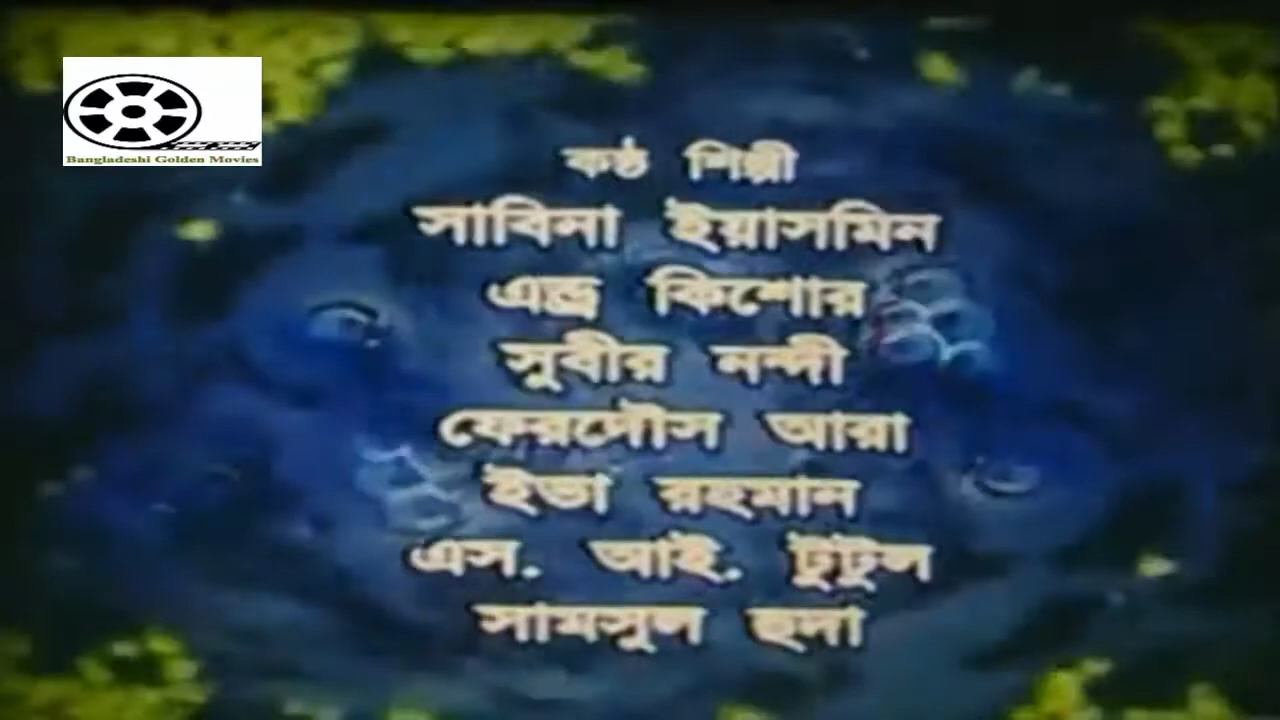 Bangladeshi Golden Movies
কণ্ঠ শিল্পী
সাবিনা ইয়াসমিন
এন্ড্রু কিশোর
সুবীর নন্দী
ফেরদৌস আরা
ইভা রহমান
এস. আই. টুটুল
সামসুল হুদা